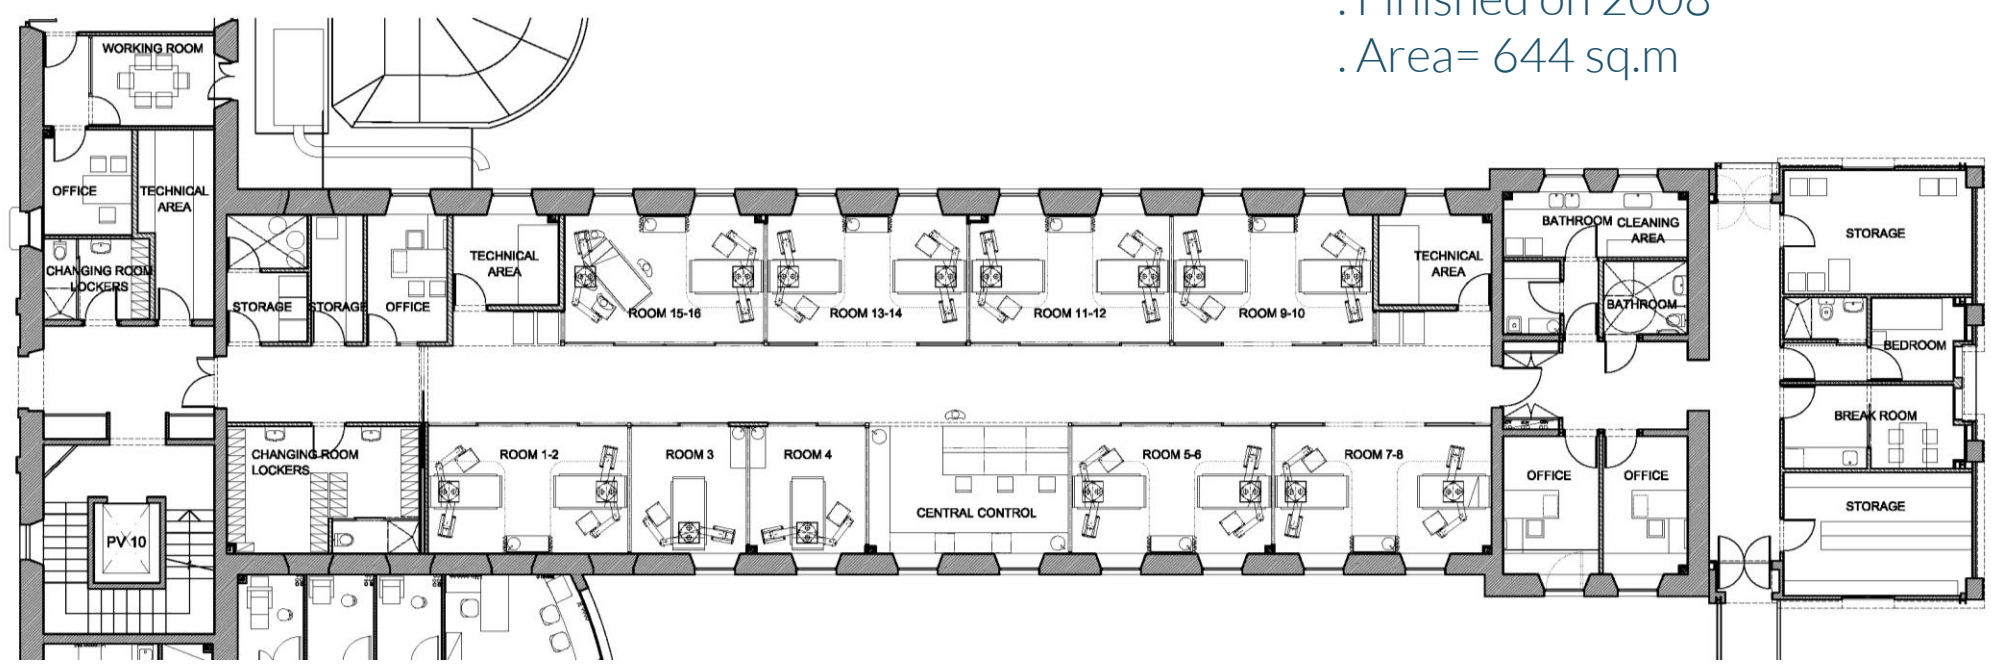 : Finished on 2008
. Area= 644 sq.m
WORKING ROOM
OFFICE
TECHNICAL
AREA
CHANGING ROOM
LOCKERS
STORAGE
STORAGE
OFFICE
TECHNICAL
AREA
ROOM 15-16
ROOM 13-14
ROOM 11-12
ROOM 9-10
TECHNICAL
AREA
BATHROOM
CLEANING
AREA
BATHROOM
STORAGE
BEDROOM
BREAK ROOM
STORAGE
CHANGING ROOM
LOCKERS
ROOM 1-2
ROOM 3
ROOM 4
CENTRAL CONTROL
ROOM 5-6
ROOM 7-8
OFFICE
OFFICE
PV 10